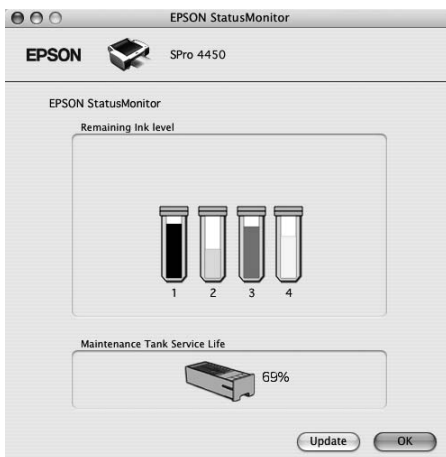 EPSON StatusMonitor
EPSON
SPro 4450
EPSON StatusMonitor
Remaining Ink level
1 2 3 4
Maintenance Tank Service Life
69%
Update OK